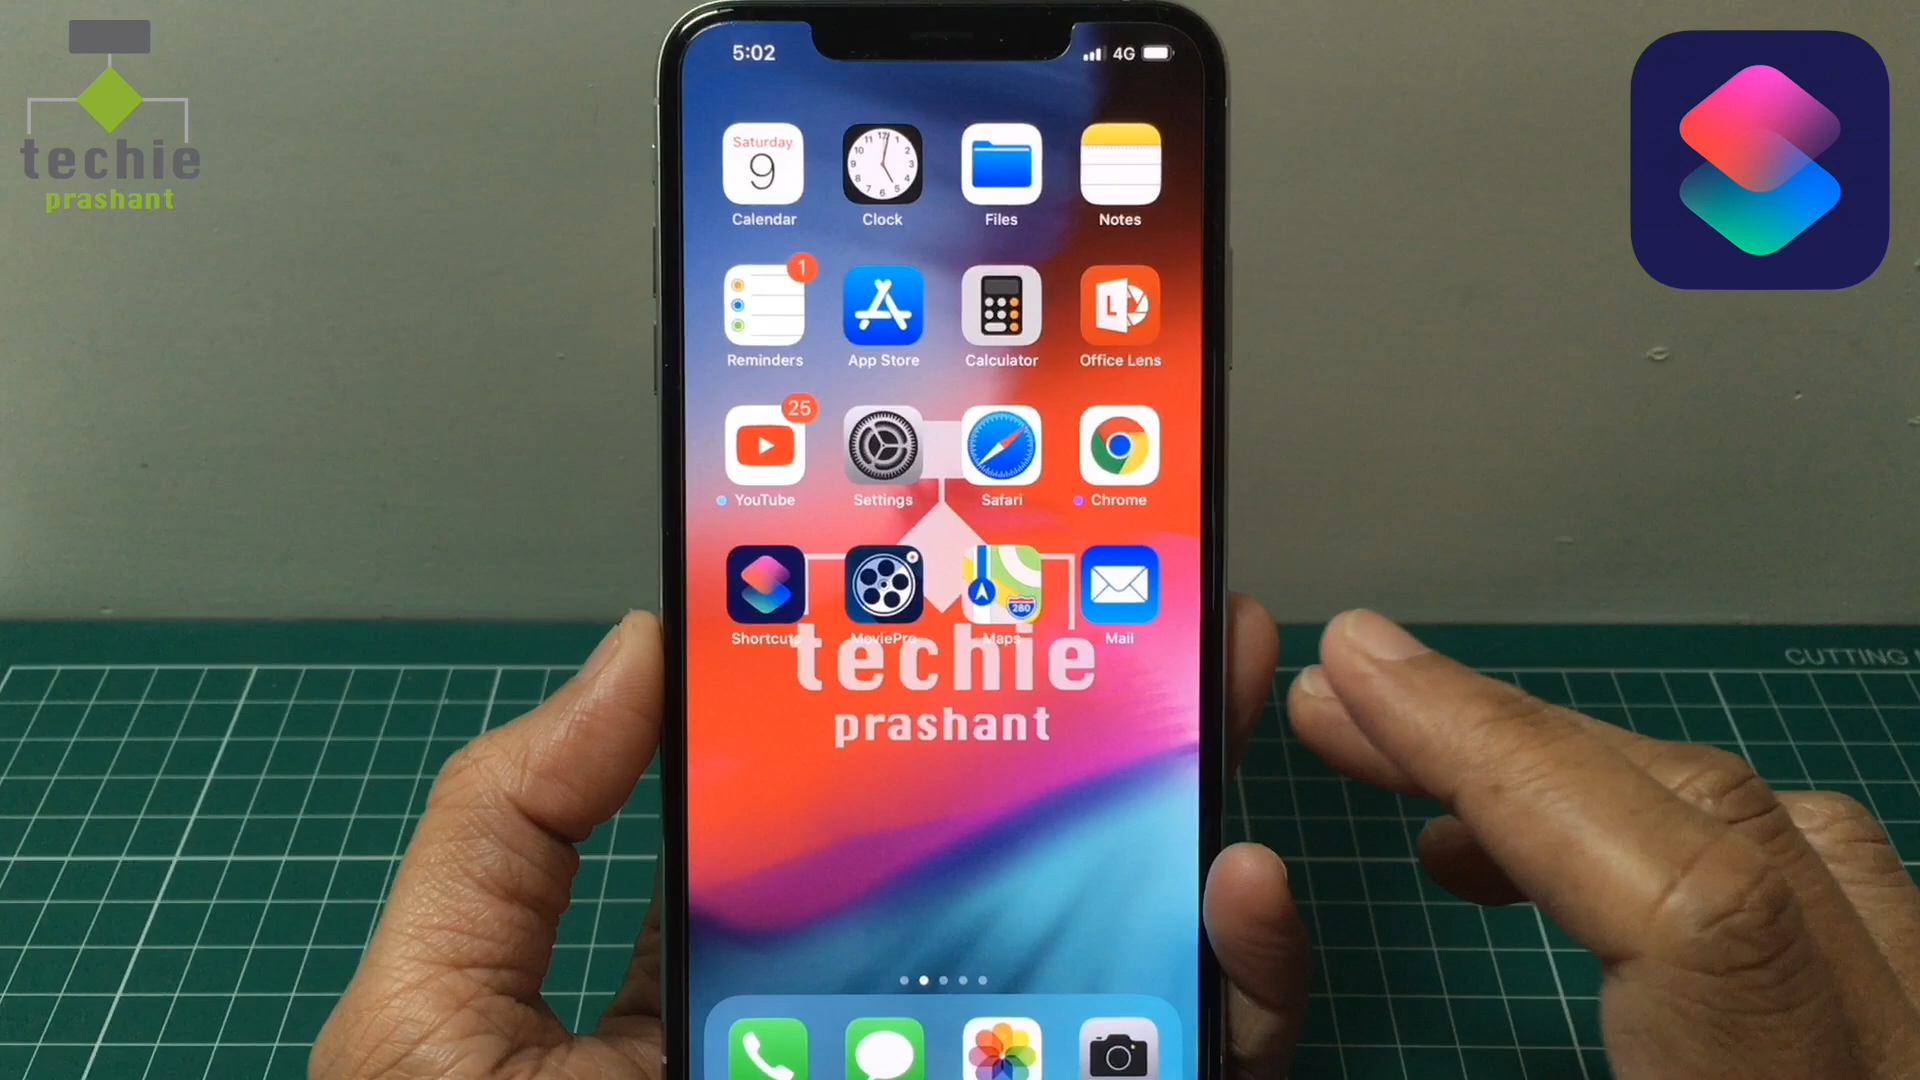 techie
prashant
5:02
4G
Saturday
9
Calendar
Clock
Files
Notes
1
Reminders
App Store
Calculator
L
Office Lens
25
YouTube
Settings
Safari
Chrome
280
Shortcuts
MoviePro
Maps
Mail
techie
prashant
CUTTING